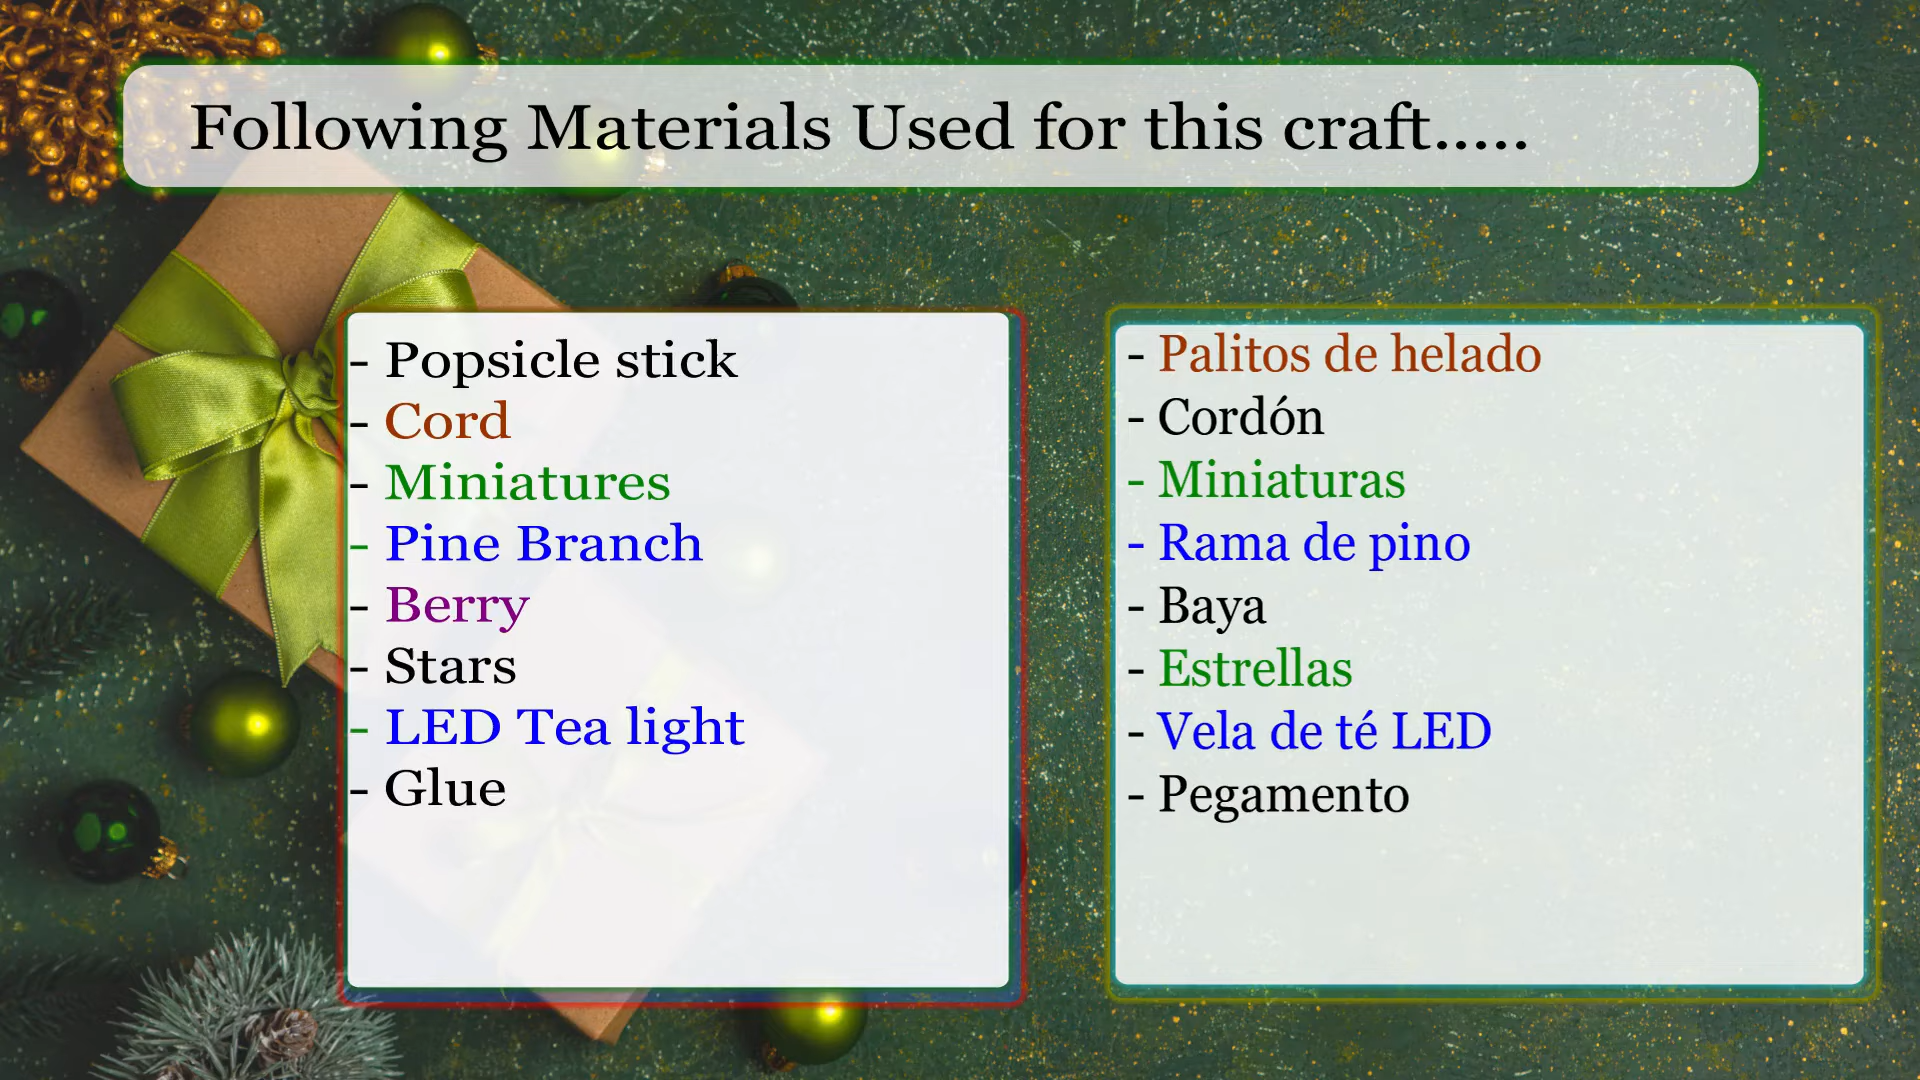 Following Materials Used for this craft.....
- Popsicle stick
- Cord
- Miniatures
- Pine Branch
- Berry
- Stars
- LED Tea light
- Glue
- Palitos de helado
- Cordón
- Miniaturas
- Rama de pino
- Baya
- Estrellas
- Vela de té LED
- Pegamento